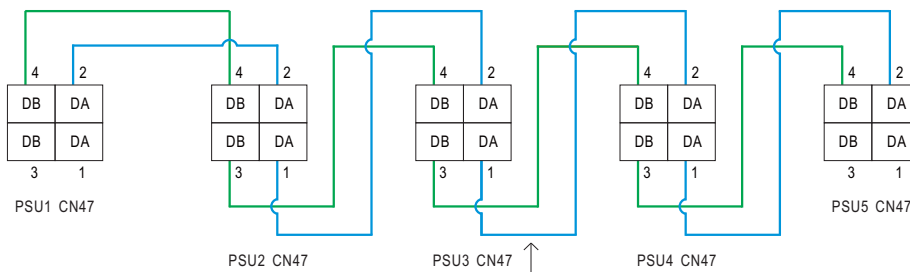 4 2 4 2 4 2 4 2 4 2
DB DA DB DA DB DA DB DA DB DA
DB DA DB DA DB DA DB DA DB DA
3 1 3 1 3 1 3 1 3 1
PSU1 CN47 PSU5 CN47
PSU2 CN47 PSU3 CN47 PSU4 CN47